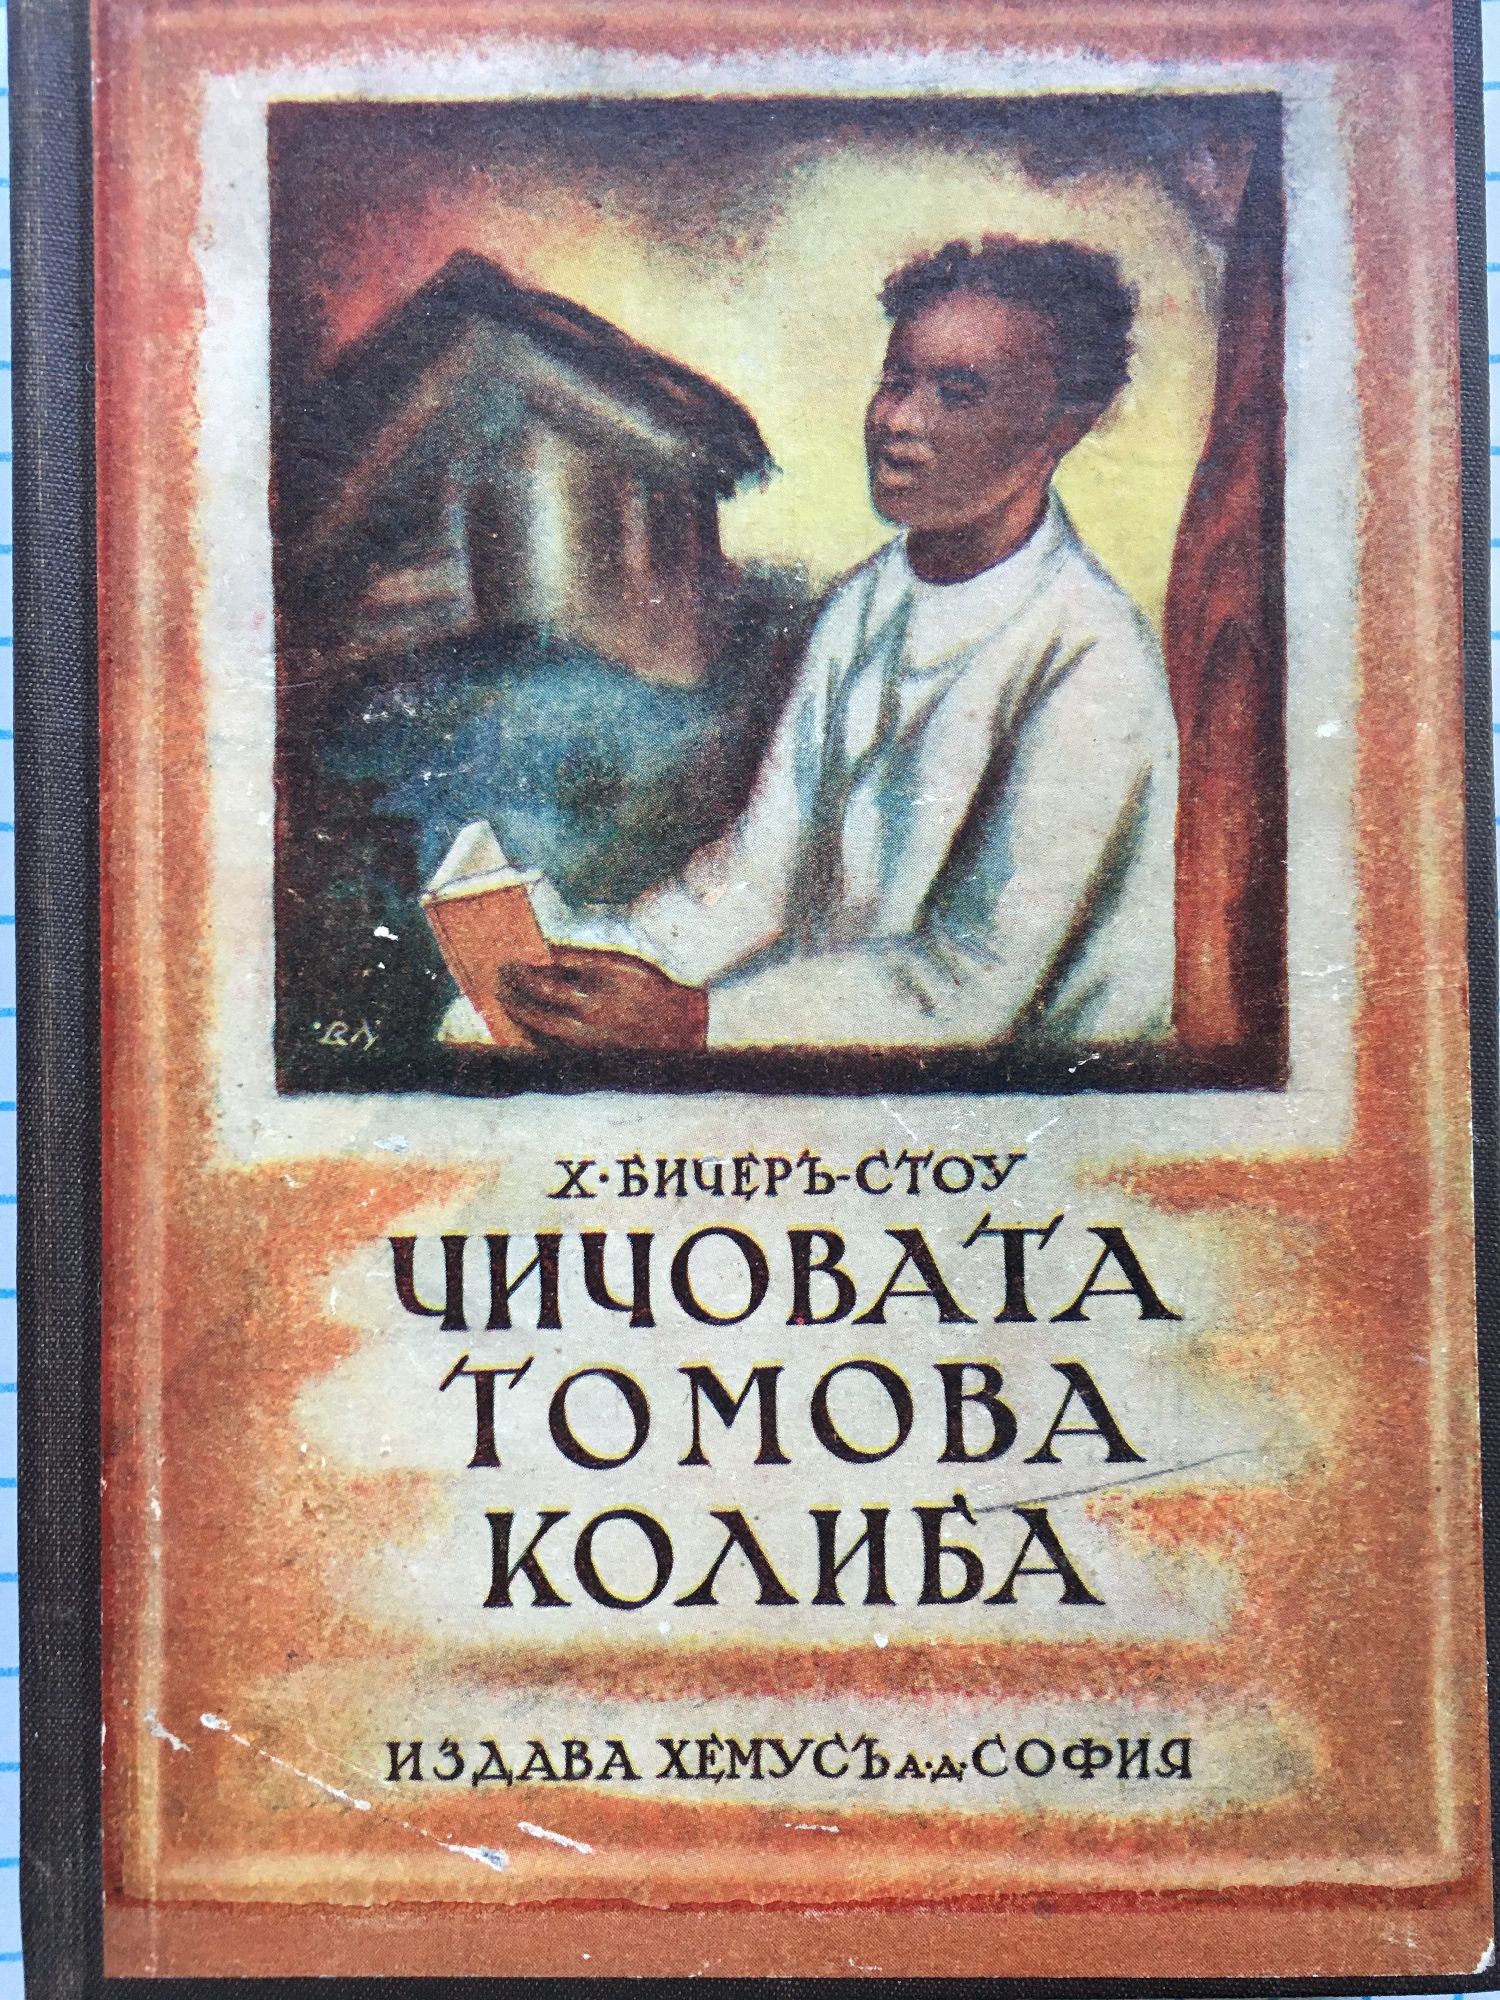 Х·БИЧЕРЪ-СТОУ
ЧИЧОВАТА
ТОМОВА
КОЛИБА
ИЗДАВА ХЕМУСЪ А·Д·СОФИЯ